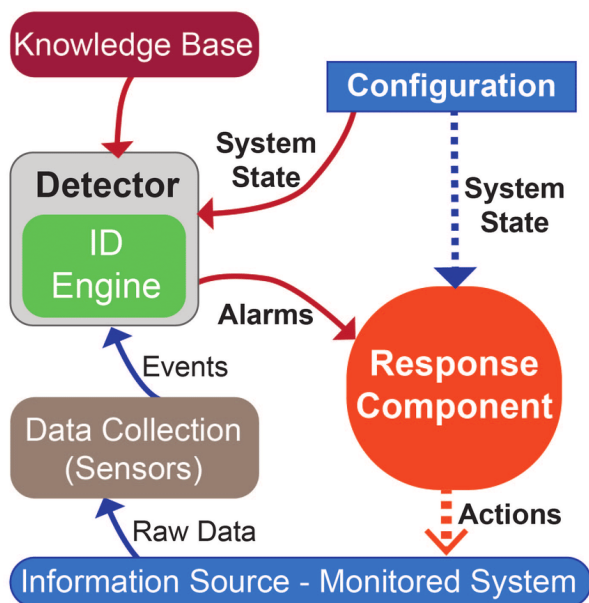 Knowledge Base
Configuration
System
State
Detector
ID
Engine
System
State
Alarms
Events
Response
Component
Data Collection
(Sensors)
Raw Data
Actions
Information Source - Monitored System